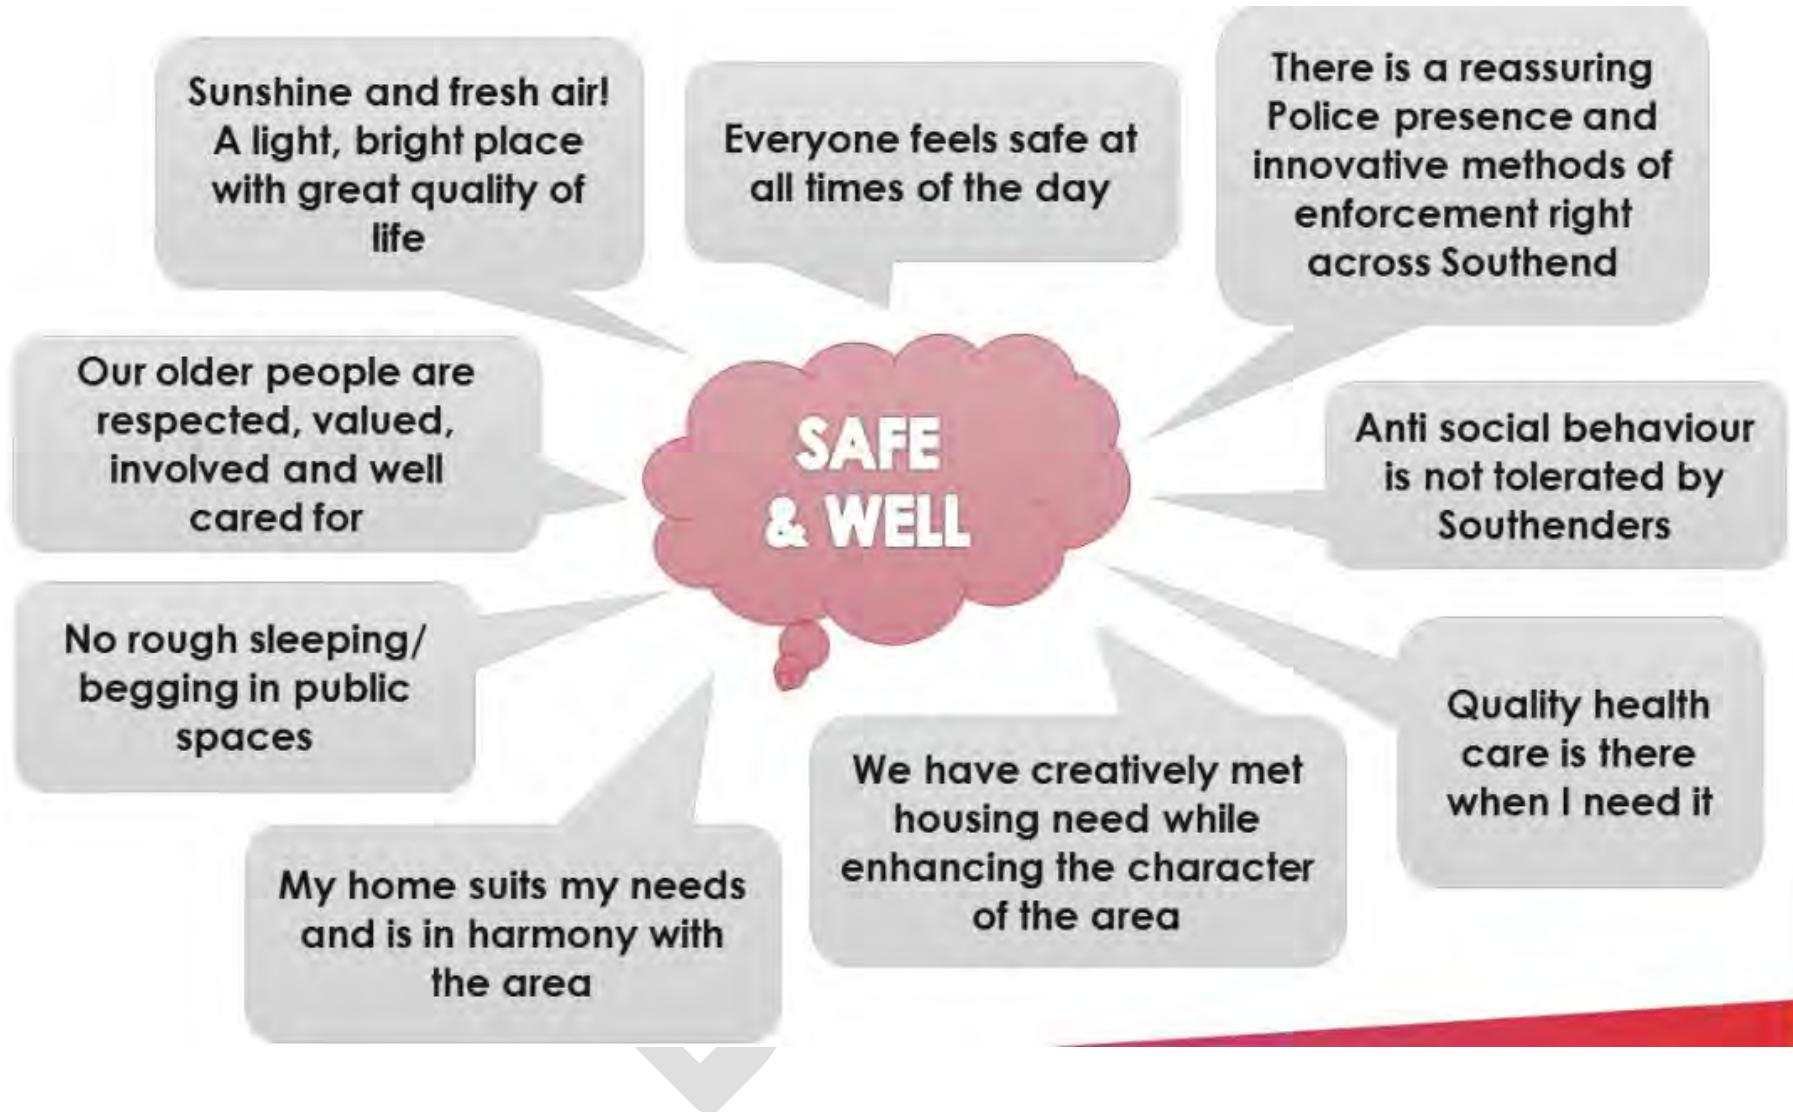 Sunshine and fresh air!
A light, bright place
with great quality of
life
Everyone feels safe at
all times of the day
There is a reassuring
Police presence and
innovative methods of
enforcement right
across Southend
Our older people are
respected, valued,
involved and well
cared for
SAFE
& WELL
Anti social behaviour
is not tolerated by
Southenders
No rough sleeping/
begging in public
spaces
Quality health
care is there
when I need it
My home suits my needs
and is in harmony with
the area
We have creatively met
housing need while
enhancing the character
of the area